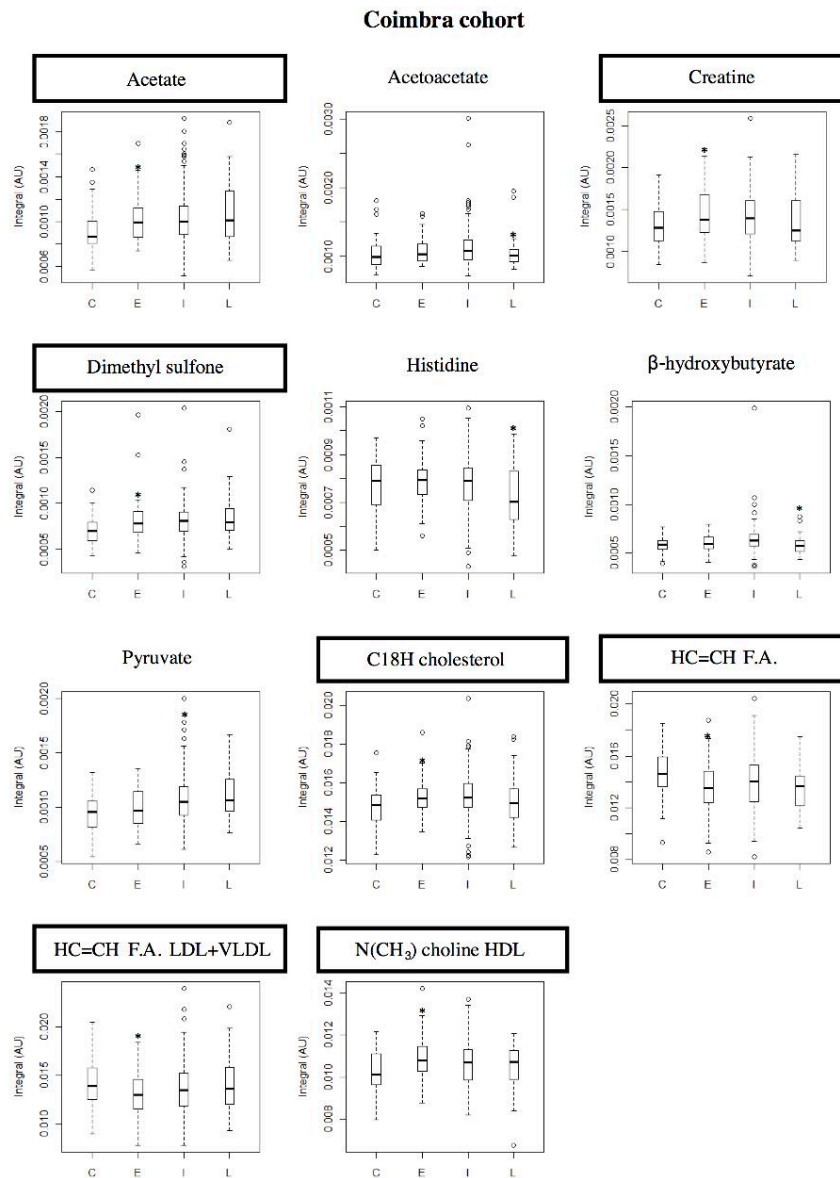 Coimbra cohort
Acetate
Acetoacetate
Creatine
Integral (AU)
0.0006 0.0010 0.0014 0.0018
C E I L
*
Integral (AU)
0.0010 0.0020 0.0030
C E I L
*
Integral (AU)
0.0010 0.0015 0.0020 0.0025
C E I L
*
Dimethyl sulfone
Histidine
β-hydroxybutyrate
Integral (AU)
0.0005 0.0010 0.0015 0.0020
C E I L
*
Integral (AU)
0.0005 0.0007 0.0009 0.0011
C E I L
*
Integral (AU)
0.0005 0.0010 0.0015 0.0020
C E I L
*
Pyruvate
C18H cholesterol
HC=CH F.A.
Integral (AU)
0.0005 0.0010 0.0015 0.0020
C E I L
*
Integral (AU)
0.012 0.014 0.016 0.018 0.020
C E I L
*
Integral (AU)
0.008 0.012 0.016 0.020
C E I L
*
HC=CH F.A. LDL+VLDL
N(CH₃) choline HDL
Integral (AU)
0.010 0.015 0.020
C E I L
*
Integral (AU)
0.008 0.010 0.012 0.014
C E I L
*